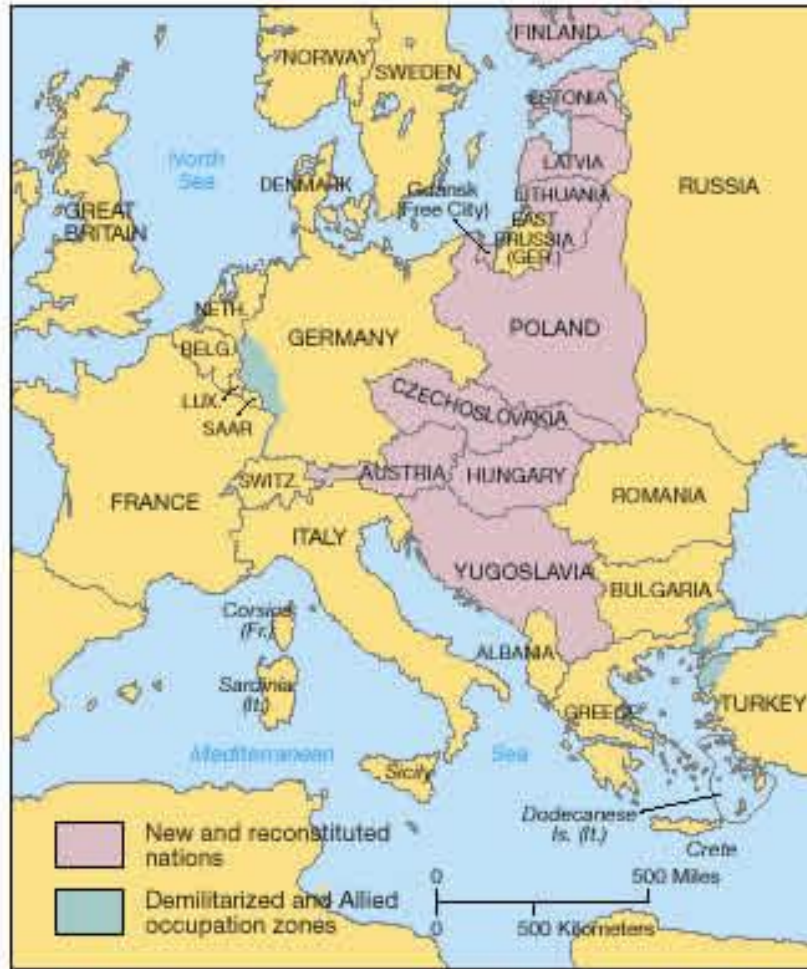 FINLAND
NORWAY
SWEDEN
ESTONIA
North
Sea
LATVIA
DENMARK
Gdansk
(Free City)
LITHUANIA
RUSSIA
GREAT
BRITAIN
EAST
PRUSSIA
(GER.)
NETH.
GERMANY
POLAND
BELG.
LUX.
SAAR
CZECHOSLOVAKIA
SWITZ.
AUSTRIA
HUNGARY
FRANCE
ROMANIA
ITALY
YUGOSLAVIA
BULGARIA
Corsica
(Fr.)
ALBANIA
Sardinia
(It.)
GREECE
TURKEY
Mediterranean
Sea
Sicily
Dodecanese
Is. (It.)
Crete
New and reconstituted
nations
Demilitarized and Allied
occupation zones
0
500 Miles
0
500 Kilometers